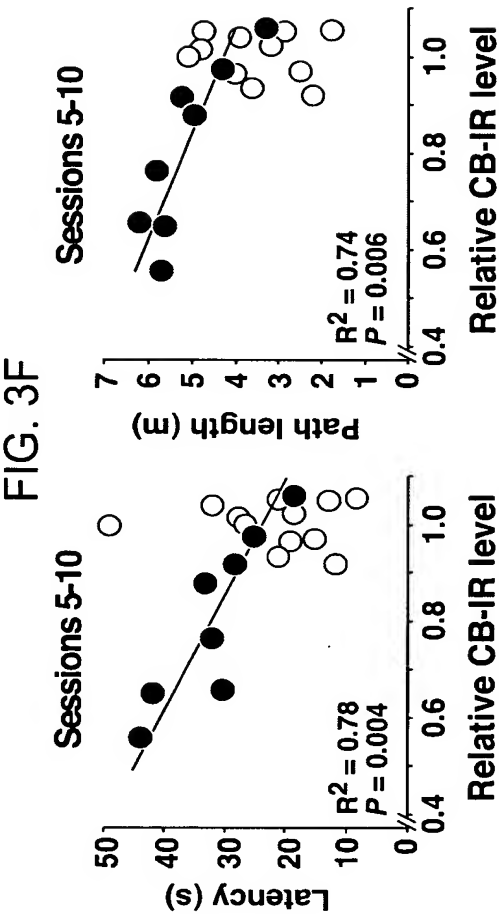 FIG. 3F
Sessions 5-10
Latency (s)
50
40
30
20
10
0
R² = 0.78
P = 0.004
0.4
0.6
0.8
1.0
Relative CB-IR level
Sessions 5-10
Path length (m)
7
6
5
4
3
2
1
0
R² = 0.74
P = 0.006
0.4
0.6
0.8
1.0
Relative CB-IR level